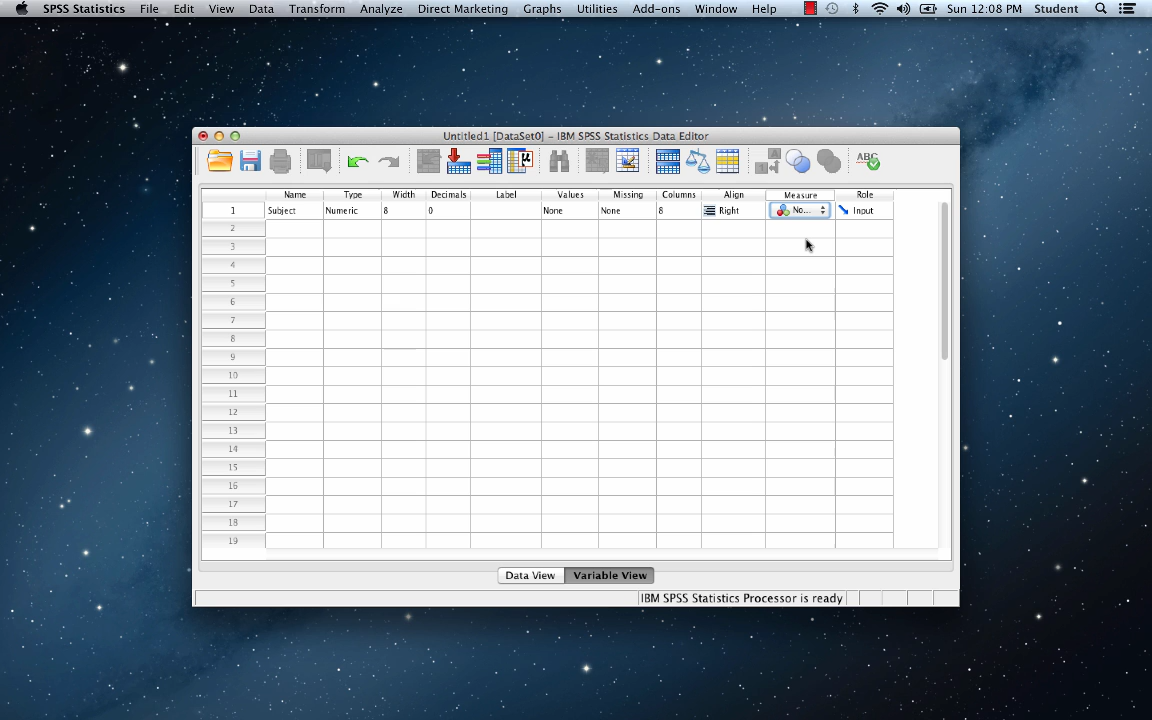 SPSS Statistics File Edit View Data Transform Analyze Direct Marketing Graphs Utilities Add-ons Window Help Sun 12:08 PM Student
Untitled1 [DataSet0] – IBM SPSS Statistics Data Editor
A
ABC
Name Type Width Decimals Label Values Missing Columns Align Measure Role
1 Subject Numeric 8 0 None None 8 Right No... Input
2
3
4
5
6
7
8
9
10
11
12
13
14
15
16
17
18
19
Data View Variable View
IBM SPSS Statistics Processor is ready